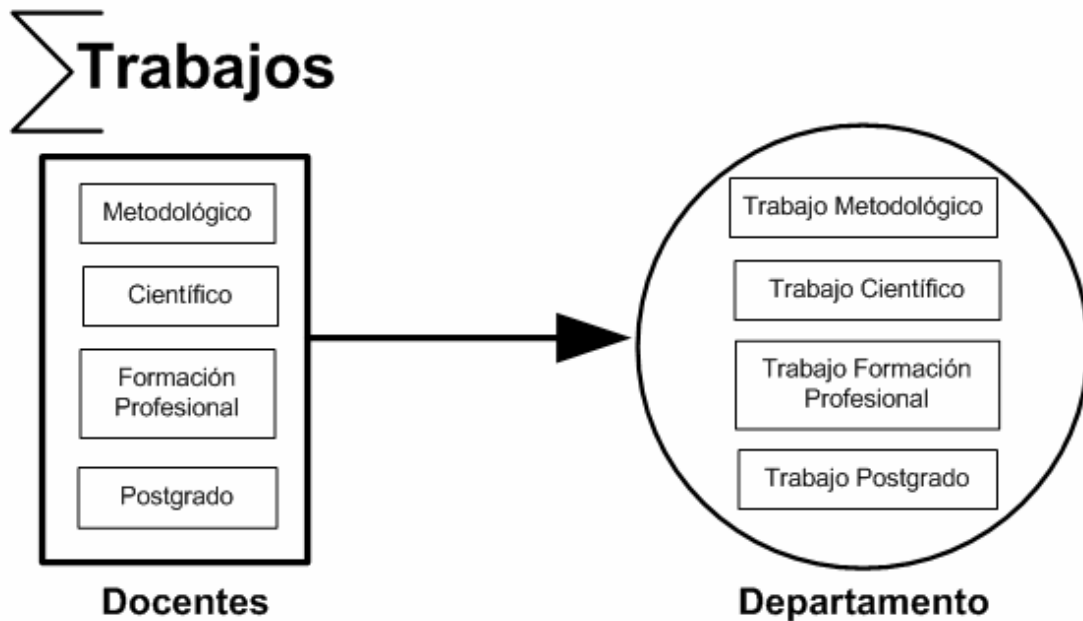 Trabajos
Metodológico
Científico
Formación
Profesional
Postgrado
Docentes
Trabajo Metodológico
Trabajo Científico
Trabajo Formación
Profesional
Trabajo Postgrado
Departamento